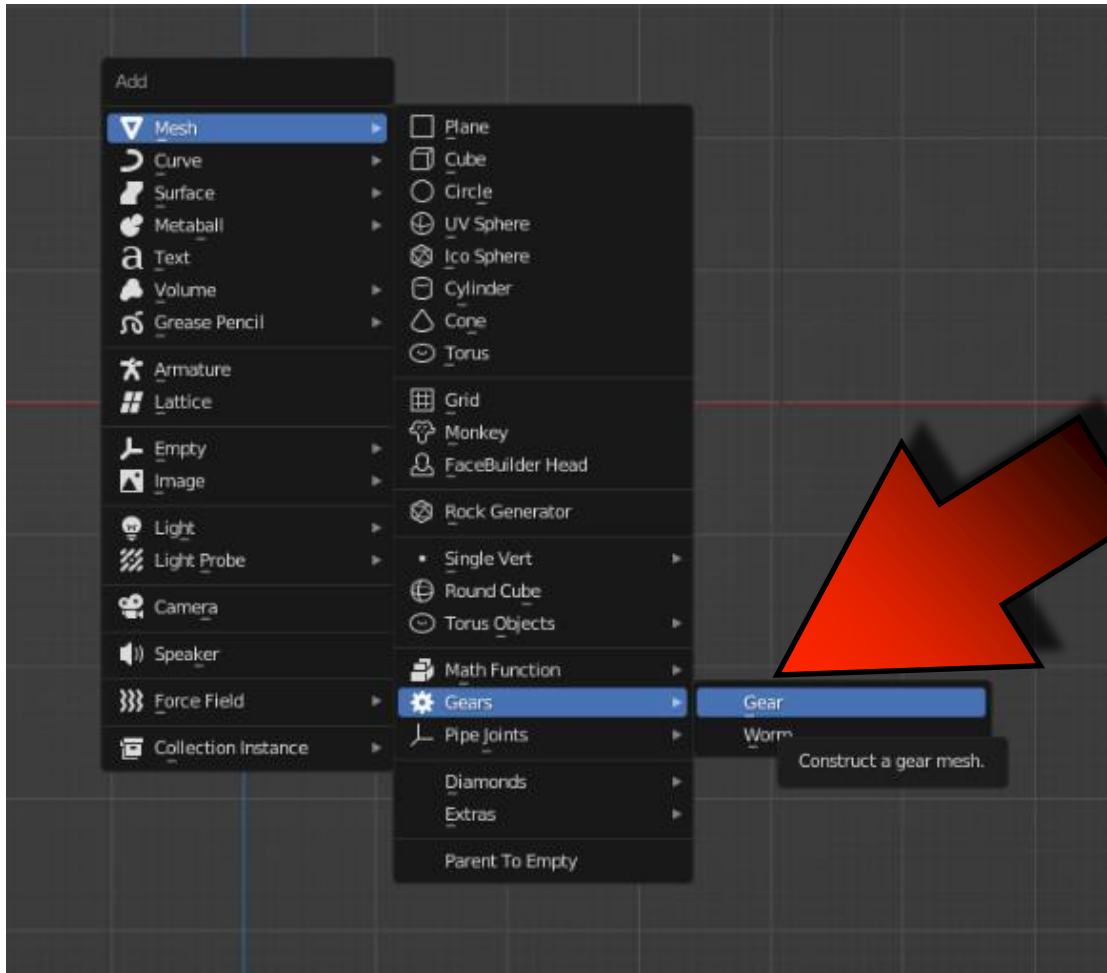 Add
Mesh
Curve
Surface
Metaball
Text
Volume
Grease Pencil
Armature
Lattice
Empty
Image
Light
Light Probe
Camera
Speaker
Force Field
Collection Instance
Plane
Cube
Circle
UV Sphere
Ico Sphere
Cylinder
Cone
Torus
Grid
Monkey
FaceBuilder Head
Rock Generator
Single Vert
Round Cube
Torus Objects
Math Function
Gears
Pipe Joints
Diamonds
Extras
Parent To Empty
Gear
Worm
Construct a gear mesh.